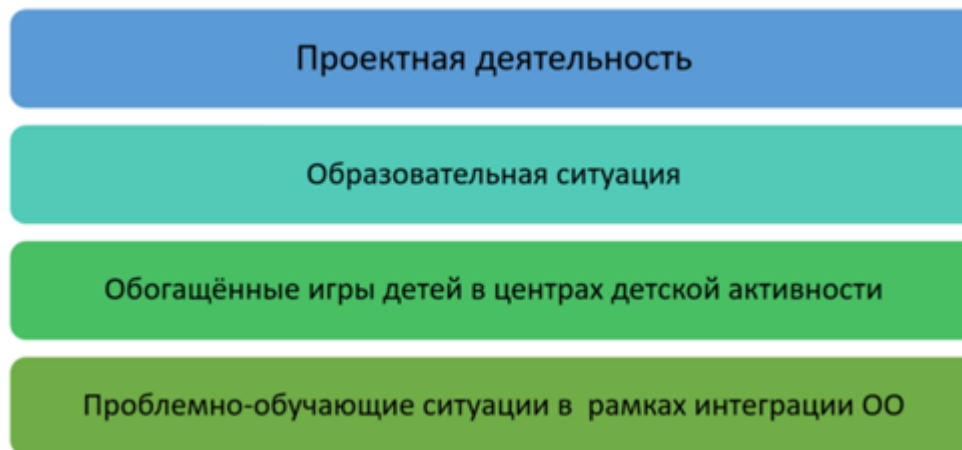 Проектная деятельность
Образовательная ситуация
Обогащённые игры детей в центрах детской активности
Проблемно-обучающие ситуации в рамках интеграции ОО